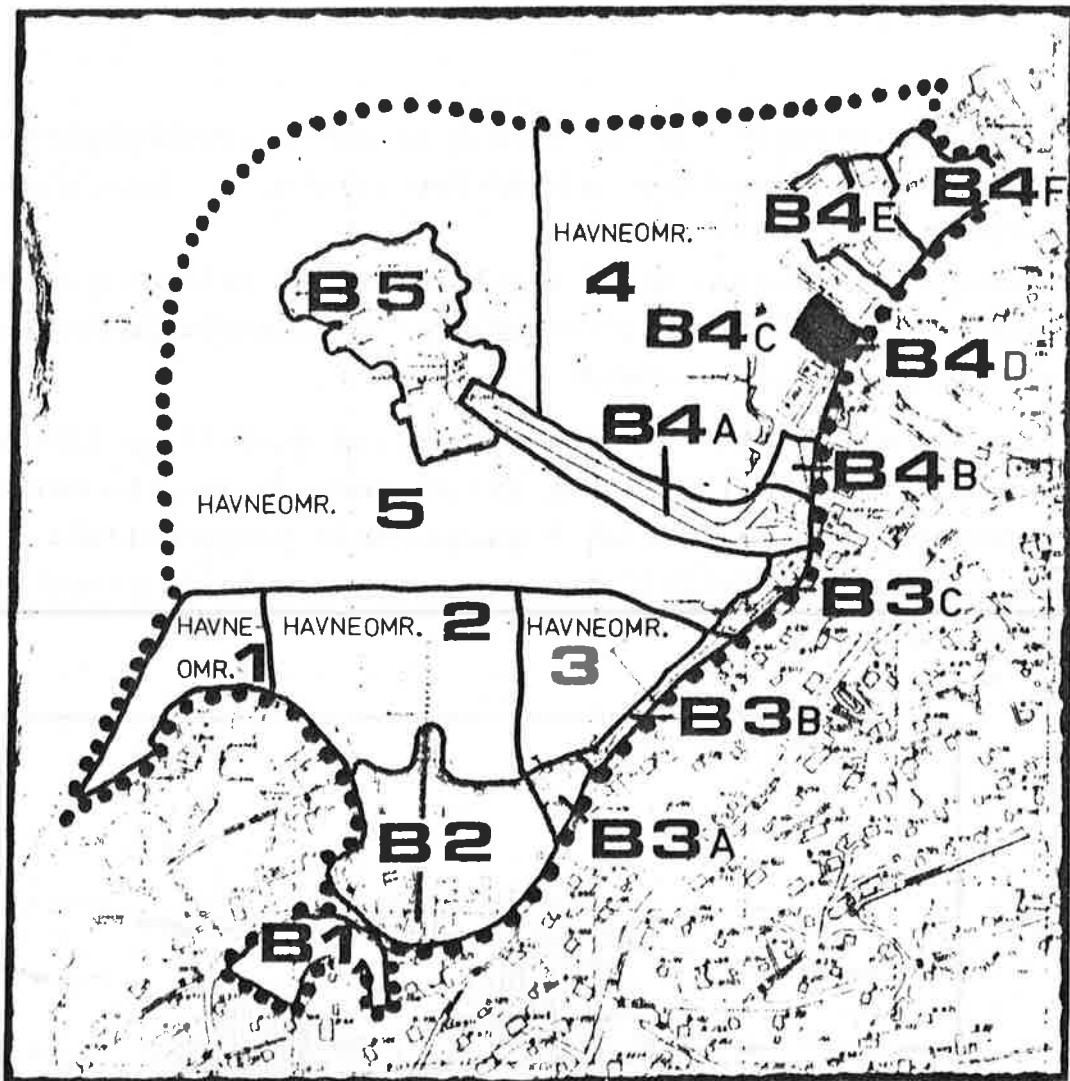 B4F
B4E
HAVNEOMR.
4
B5
B4C
B4D
B4A
B4B
HAVNEOMR. 5
B3C
HAVNE-
OMR. 1
HAVNEOMR. 2
HAVNEOMR.
3
B3B
B3A
B2
B1